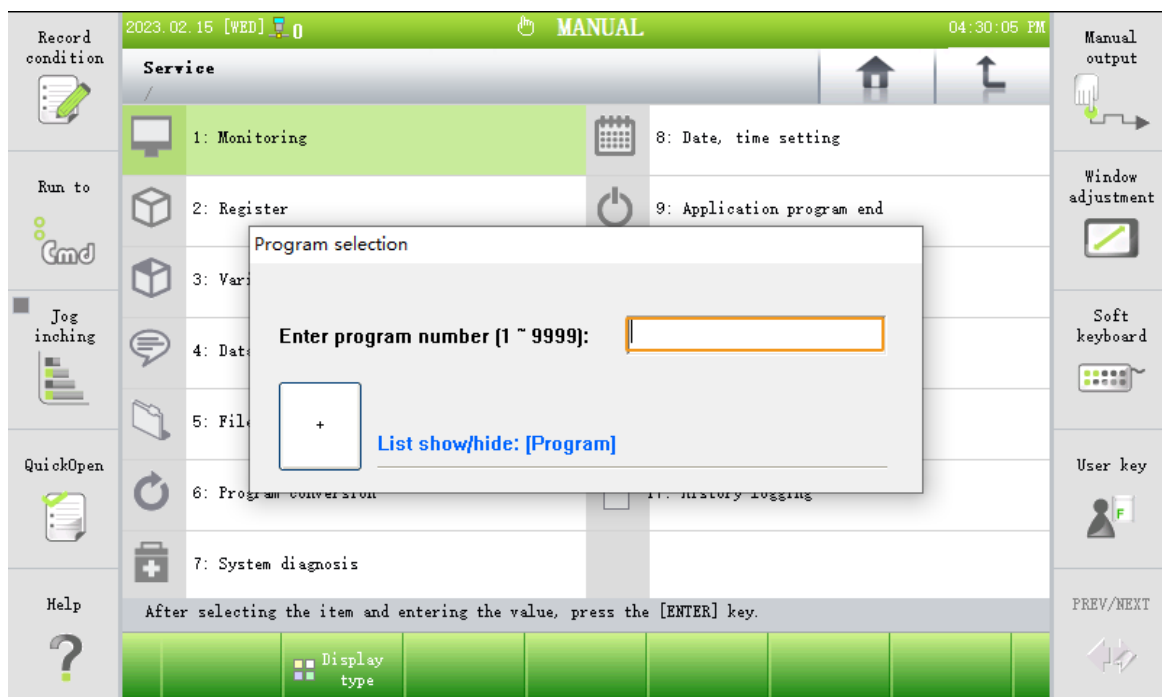 Record
condition
2023.02.15 [WED] 0
MANUAL
04:30:05 PM
Manual
output
Service
/
1: Monitoring
8: Date, time setting
Run to
Cmd
2: Register
9: Application program end
Window
adjustment
Program selection
3: Vari
Enter program number (1 ~ 9999):
Jog
inching
4: Dat
Soft
keyboard
+
List show/hide: [Program]
5: Fil
QuickOpen
6: Program conversion
17: History logging
User key
F
7: System diagnosis
Help
After selecting the item and entering the value, press the [ENTER] key.
PREV/NEXT
Display
type